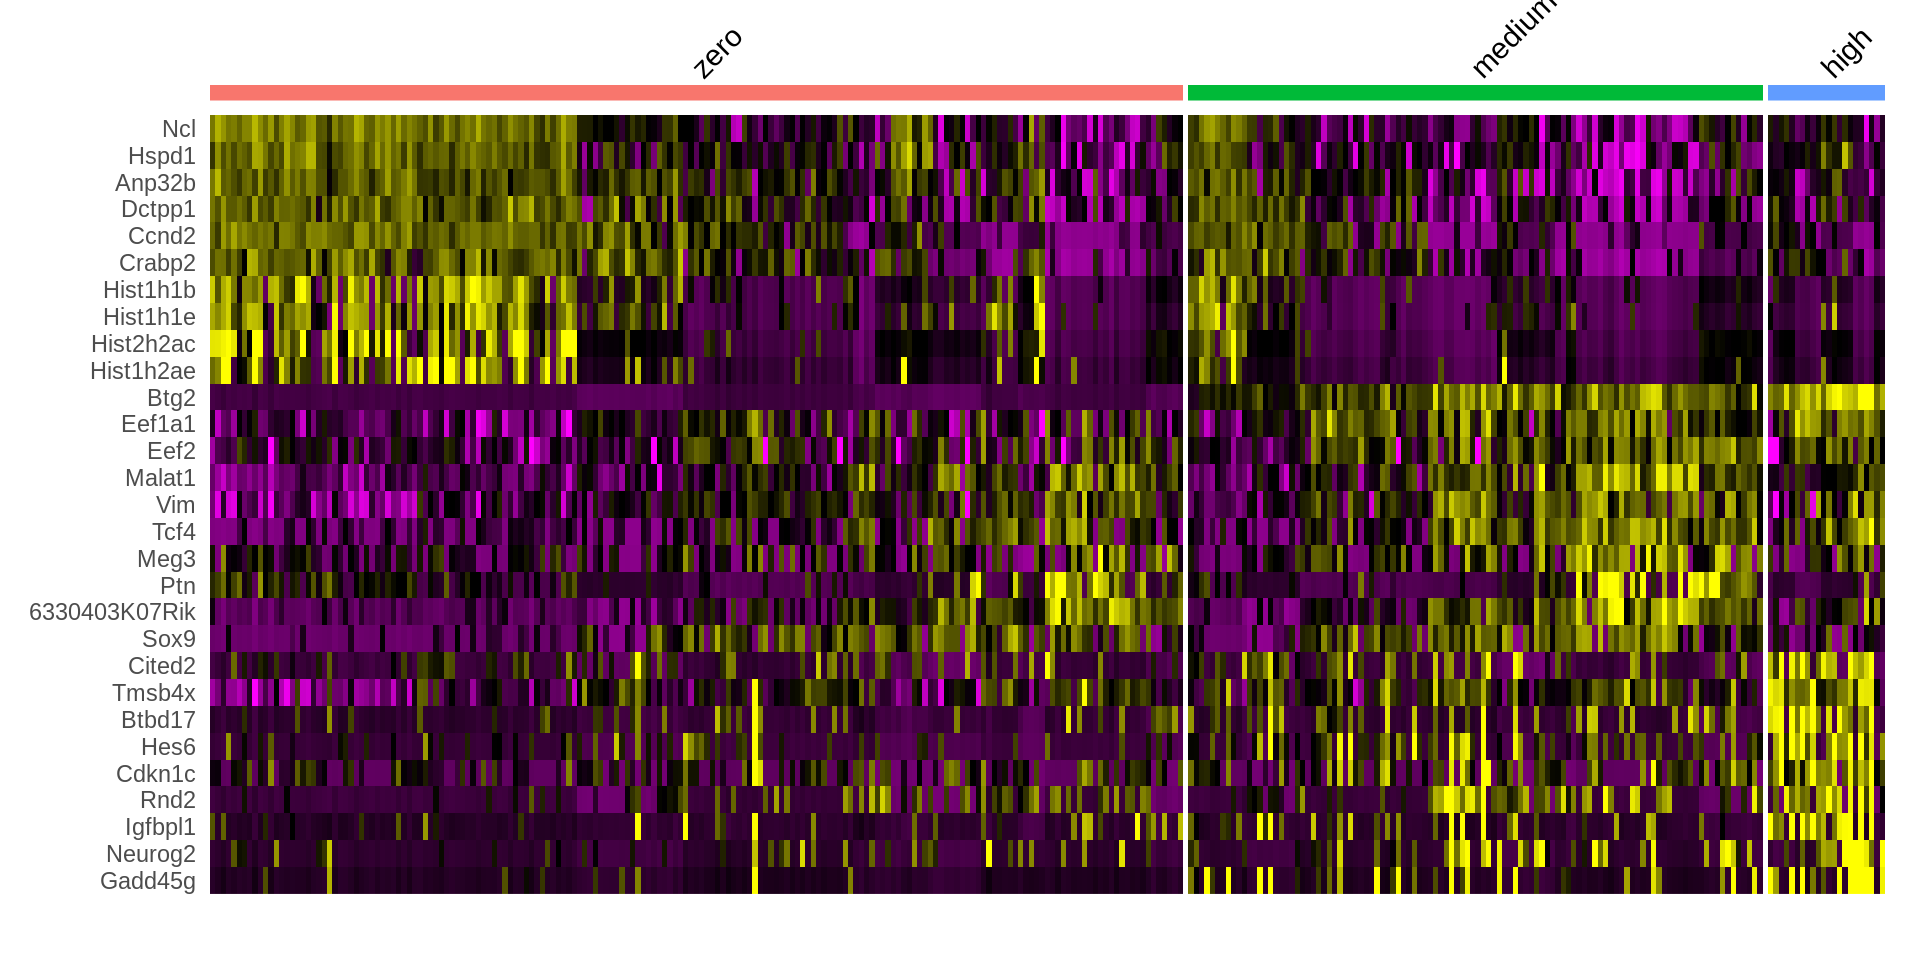 zero
medium
high
Ncl
Hspd1
Anp32b
Dctpp1
Ccnd2
Crabp2
Hist1h1b
Hist1h1e
Hist2h2ac
Hist1h2ae
Btg2
Eef1a1
Eef2
Malat1
Vim
Tcf4
Meg3
Ptn
6330403K07Rik
Sox9
Cited2
Tmsb4x
Btbd17
Hes6
Cdkn1c
Rnd2
Igfbpl1
Neurog2
Gadd45g